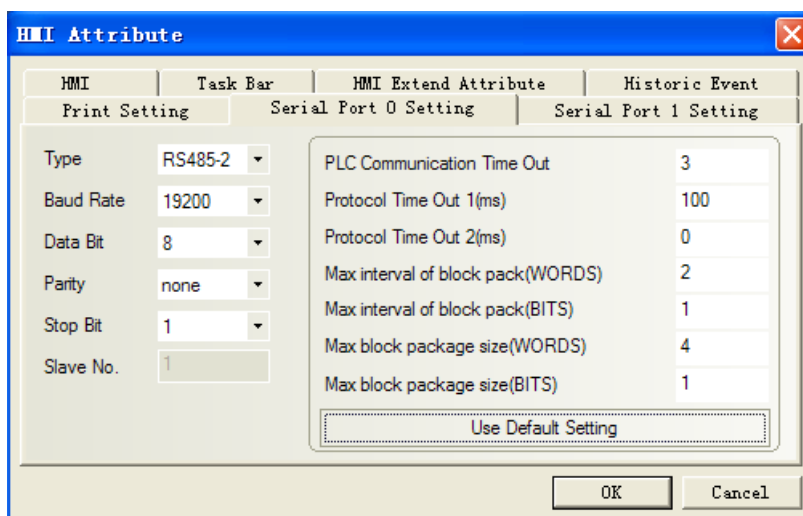 HMI Attribute
HMI Task Bar HMI Extend Attribute Historic Event
Print Setting Serial Port 0 Setting Serial Port 1 Setting
Type RS485-2 PLC Communication Time Out 3
Baud Rate 19200 Protocol Time Out 1(ms) 100
Data Bit 8 Protocol Time Out 2(ms) 0
Parity none Max interval of block pack(WORDS) 2
Max interval of block pack(BITS) 1
Stop Bit 1 Max block package size(WORDS) 4
Slave No. 1 Max block package size(BITS) 1
Use Default Setting
OK Cancel